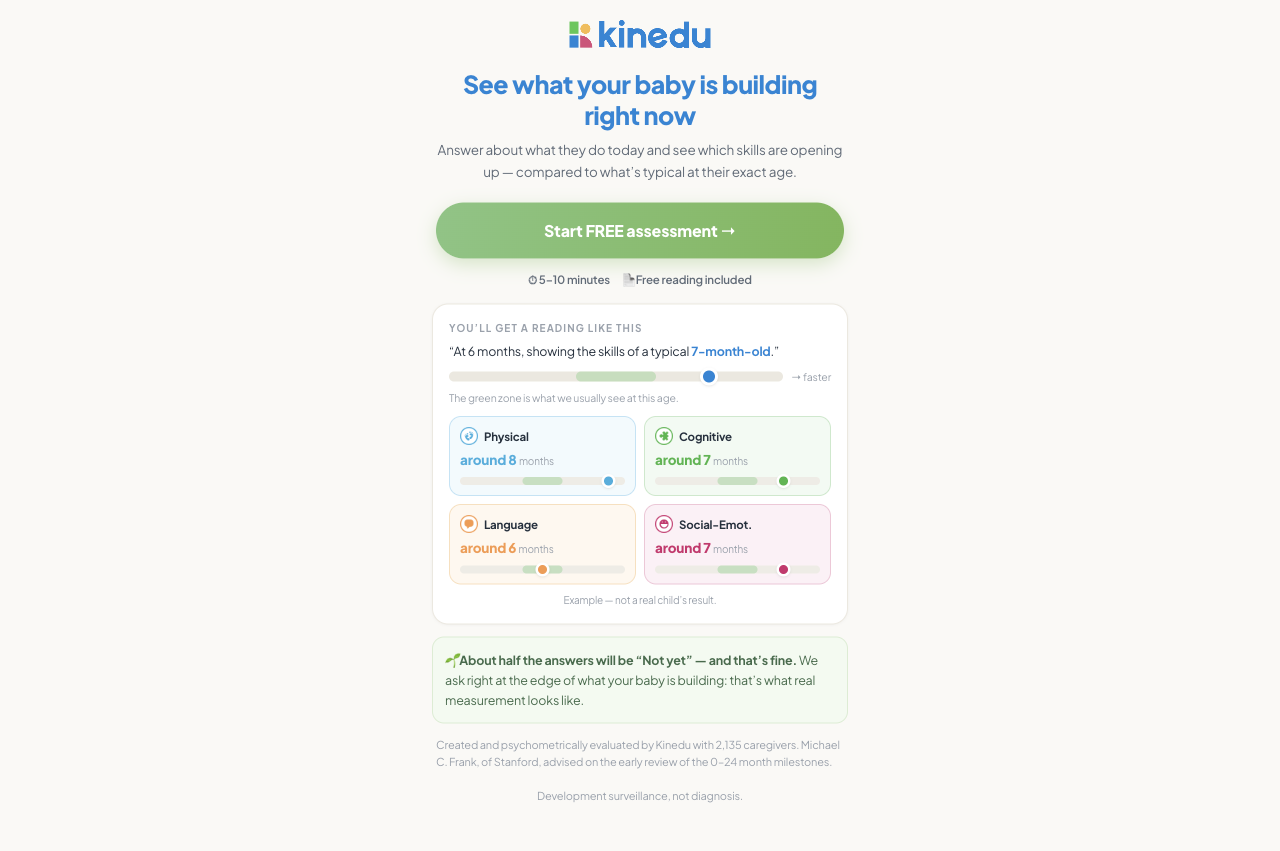 kinedu
See what your baby is building
right now
Answer about what they do today and see which skills are opening
up — compared to what's typical at their exact age.
Start FREE assessment →
⏱ 5–10 minutes Free reading included
YOU'LL GET A READING LIKE THIS
“At 6 months, showing the skills of a typical 7-month-old.”
→ faster
The green zone is what we usually see at this age.
Physical
around 8 months
Cognitive
around 7 months
Language
around 6 months
Social-Emot.
around 7 months
Example — not a real child's result.
🌱About half the answers will be “Not yet” — and that's fine. We
ask right at the edge of what your baby is building: that's what real
measurement looks like.
Created and psychometrically evaluated by Kinedu with 2,135 caregivers. Michael
C. Frank, of Stanford, advised on the early review of the 0–24 month milestones.
Development surveillance, not diagnosis.